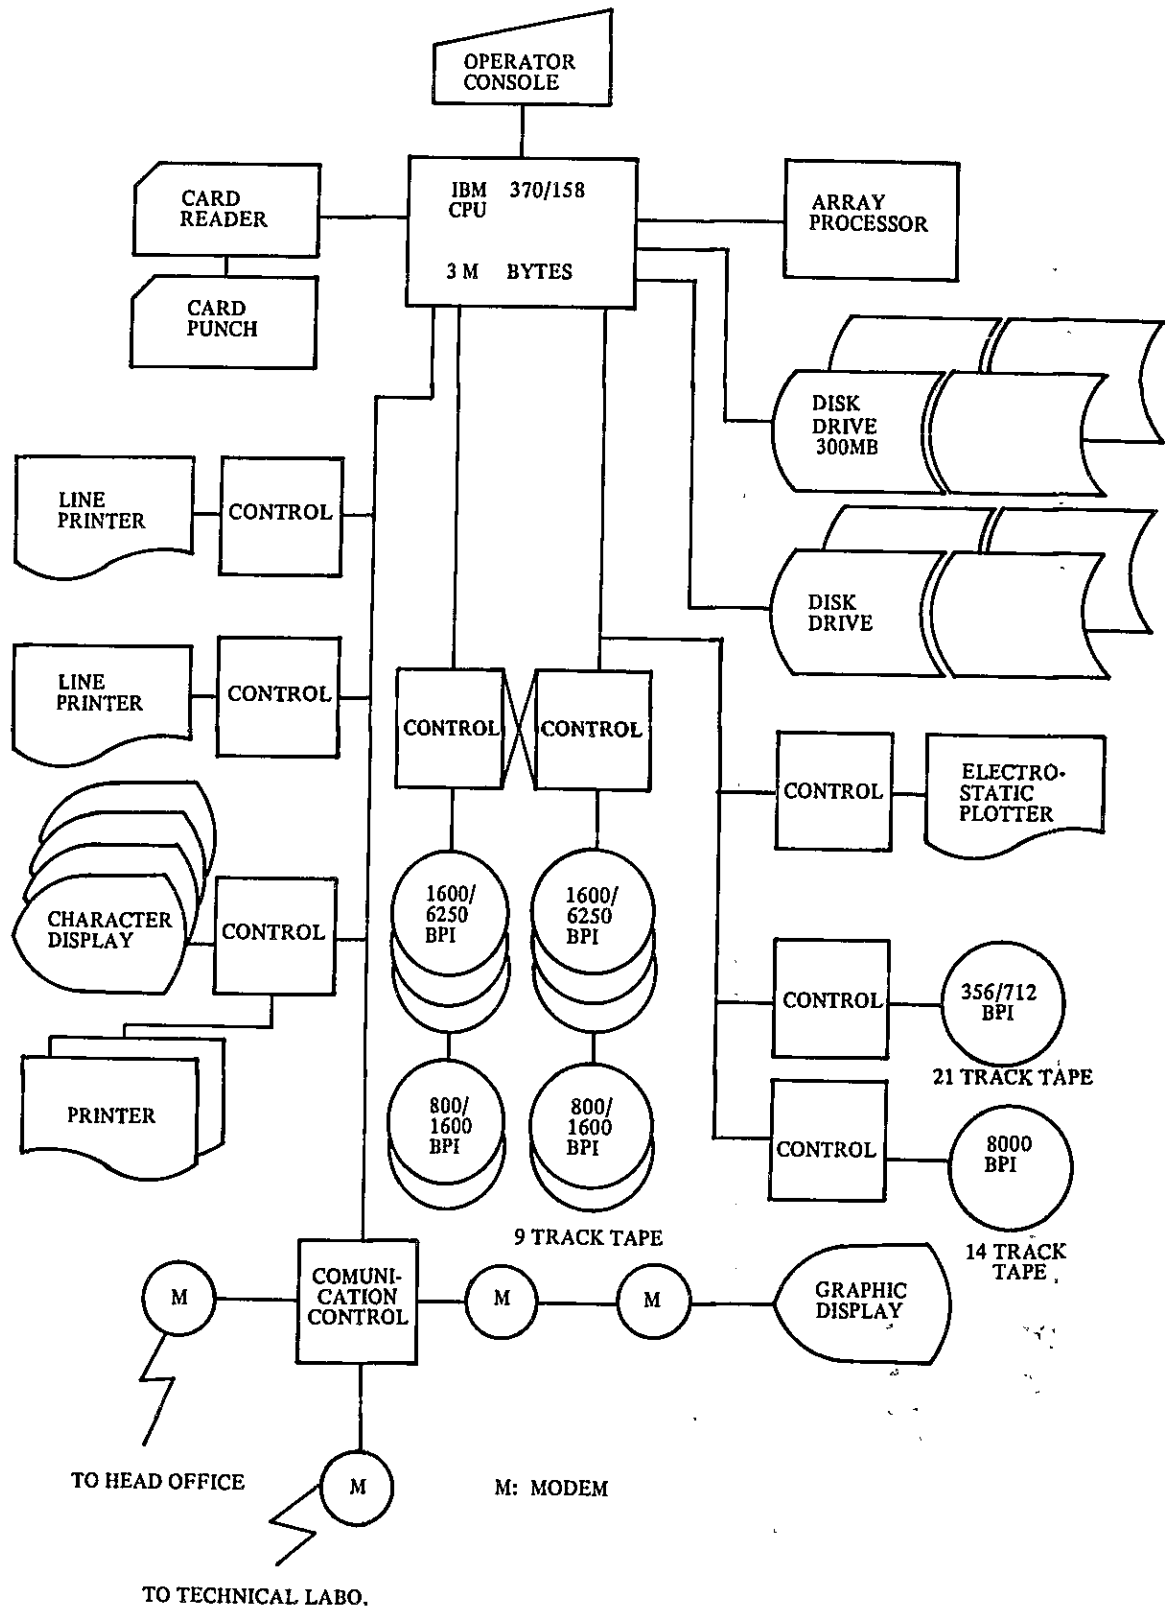 OPERATOR
CONSOLE
IBM 370/158
CPU
3 M BYTES
CARD
READER
CARD
PUNCH
ARRAY
PROCESSOR
DISK
DRIVE
300MB
DISK
DRIVE
LINE
PRINTER
CONTROL
LINE
PRINTER
CONTROL
CONTROL
CONTROL
CONTROL
ELECTRO-
STATIC
PLOTTER
CHARACTER
DISPLAY
CONTROL
1600/
6250
BPI
1600/
6250
BPI
CONTROL
356/712
BPI
21 TRACK TAPE
PRINTER
800/
1600
BPI
800/
1600
BPI
9 TRACK TAPE
CONTROL
8000
BPI
14 TRACK
TAPE
M
COMUNI-
CATION
CONTROL
M
M
GRAPHIC
DISPLAY
TO HEAD OFFICE
M
M: MODEM
TO TECHNICAL LABO.